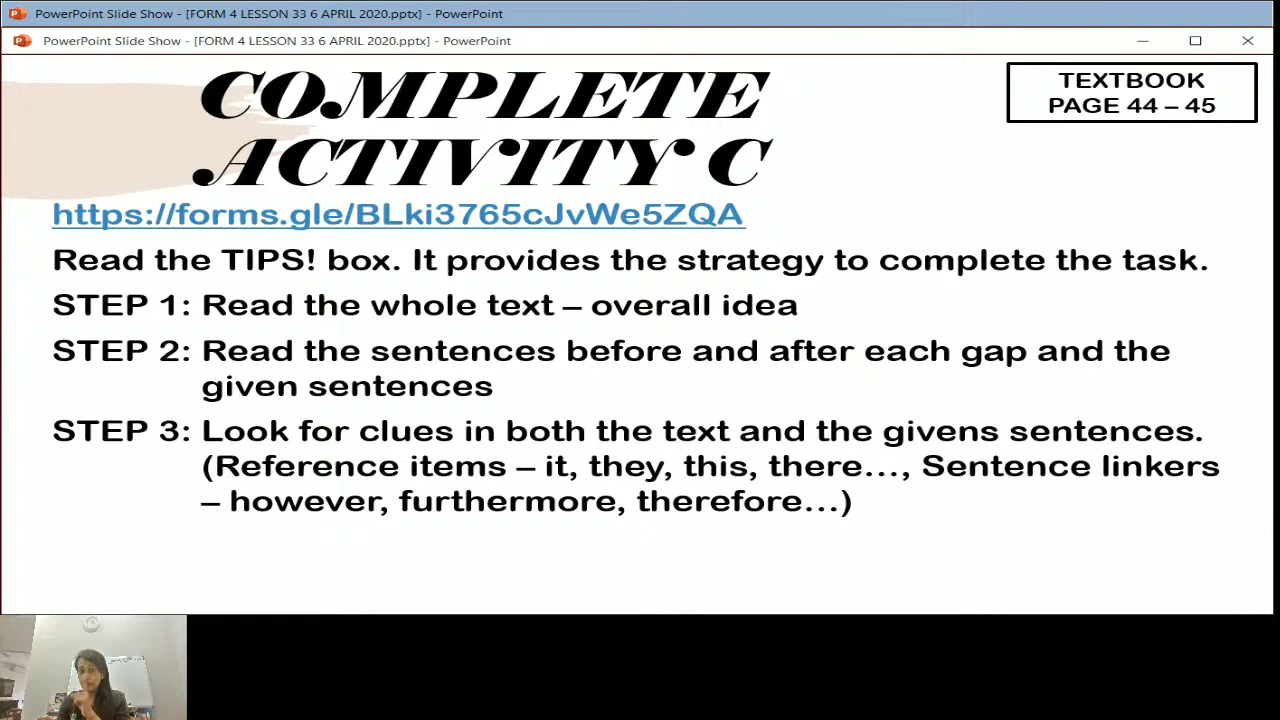 PowerPoint Slide Show - [FORM 4 LESSON 33 6 APRIL 2020.pptx] - PowerPoint
PowerPoint Slide Show - [FORM 4 LESSON 33 6 APRIL 2020.pptx] - PowerPoint
COMPLETE
ACTIVITY C
TEXTBOOK
PAGE 44 – 45
https://forms.gle/BLki3765cJvWe5ZQA
Read the TIPS! box. It provides the strategy to complete the task.
STEP 1: Read the whole text – overall idea
STEP 2: Read the sentences before and after each gap and the
given sentences
STEP 3: Look for clues in both the text and the givens sentences.
(Reference items – it, they, this, there…, Sentence linkers
– however, furthermore, therefore…)